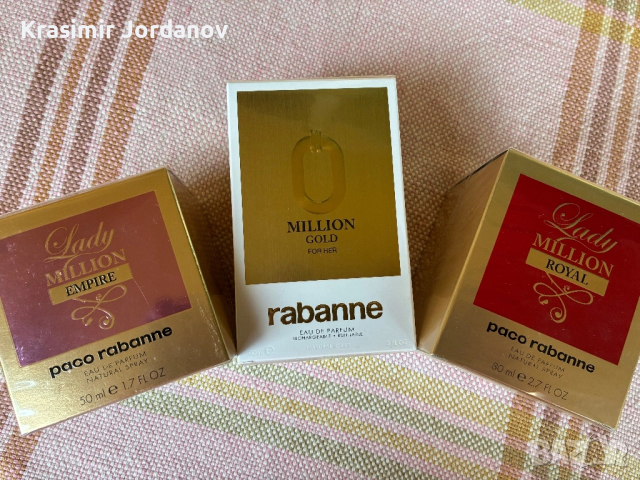 Krasimir Jordanov
Lady
MILLION
EMPIRE
paco rabanne
EAU DE PARFUM
NATURAL SPRAY
50 ml e 1.7 FL OZ
MILLION
GOLD
FOR HER
rabanne
EAU DE PARFUM
RECHARGEABLE • REFILLABLE
Lady
MILLION
ROYAL
paco rabanne
EAU DE PARFUM
NATURAL SPRAY
80 ml e 2.7 FL OZ